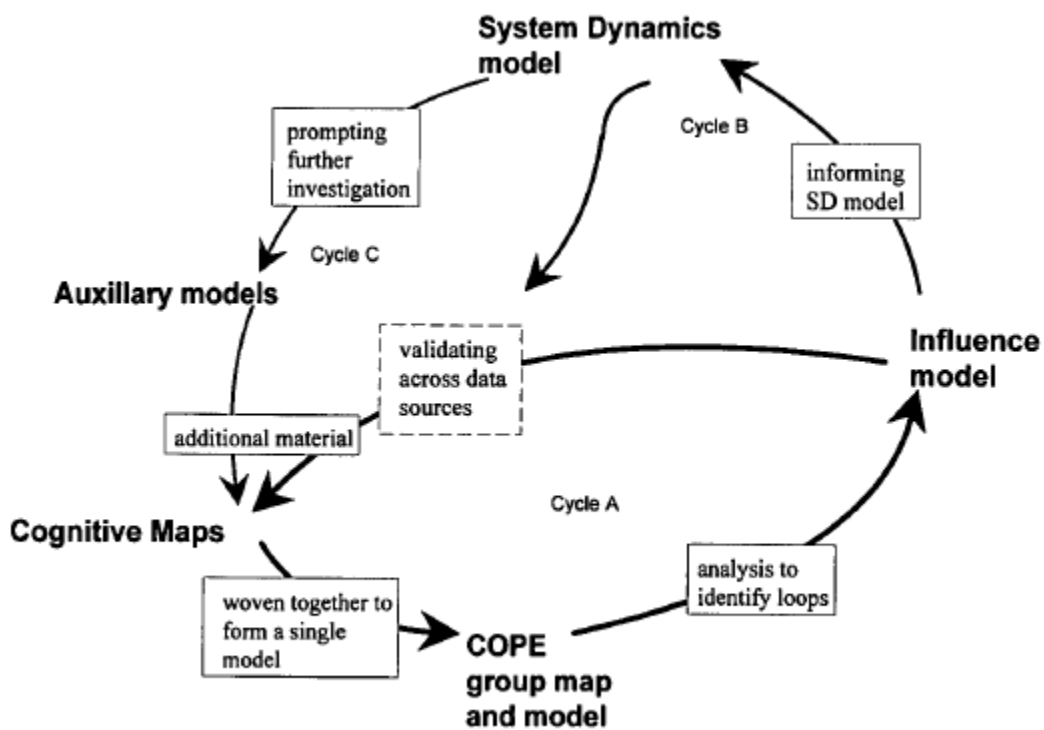 System Dynamics
model
Cycle B
prompting
further
investigation
informing
SD model
Cycle C
Auxillary models
validating
across data
sources
Influence
model
additional material
Cycle A
Cognitive Maps
analysis to
identify loops
woven together to
form a single
model
COPE
group map
and model